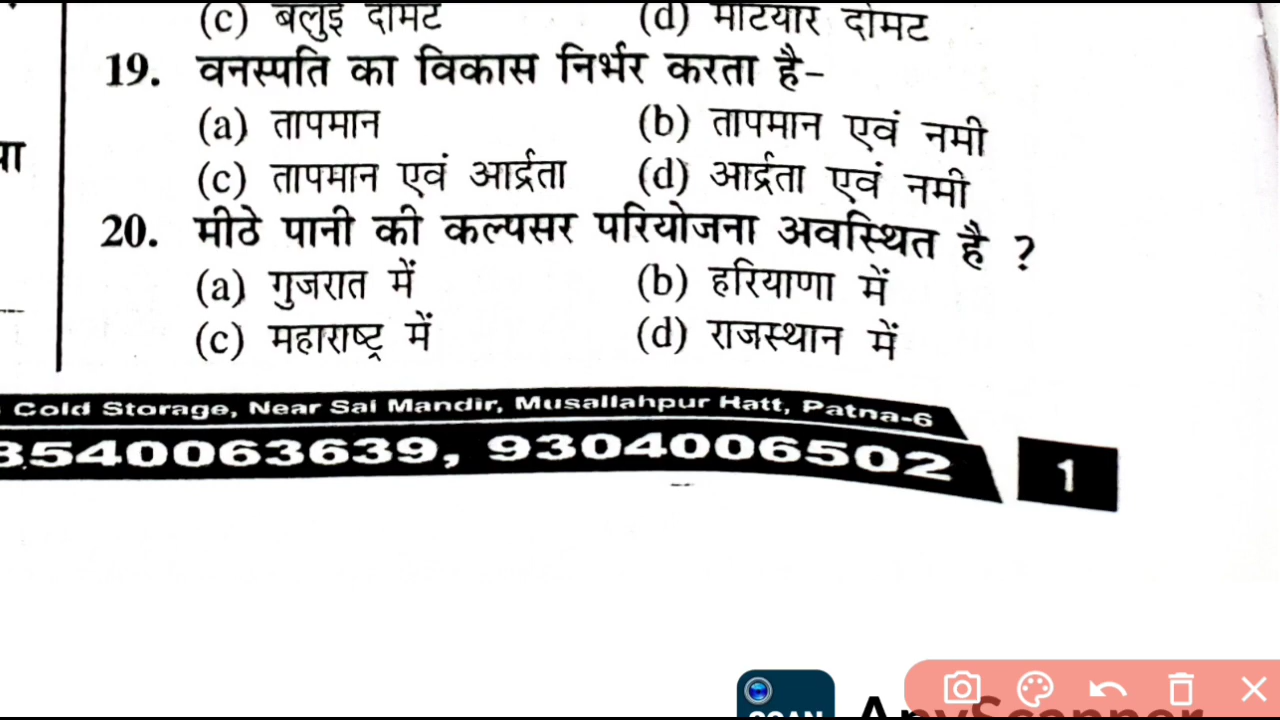 (c) बलुई दोमट (d) मटियार दोमट
19. वनस्पति का विकास निर्भर करता है-
(a) तापमान (b) तापमान एवं नमी
(c) तापमान एवं आर्द्रता (d) आर्द्रता एवं नमी
20. मीठे पानी की कल्पसर परियोजना अवस्थित है ?
(a) गुजरात में (b) हरियाणा में
(c) महाराष्ट्र में (d) राजस्थान में
Cold Storage, Near Sai Mandir, Musallahpur Hatt, Patna-6
8540063639, 9304006502
1